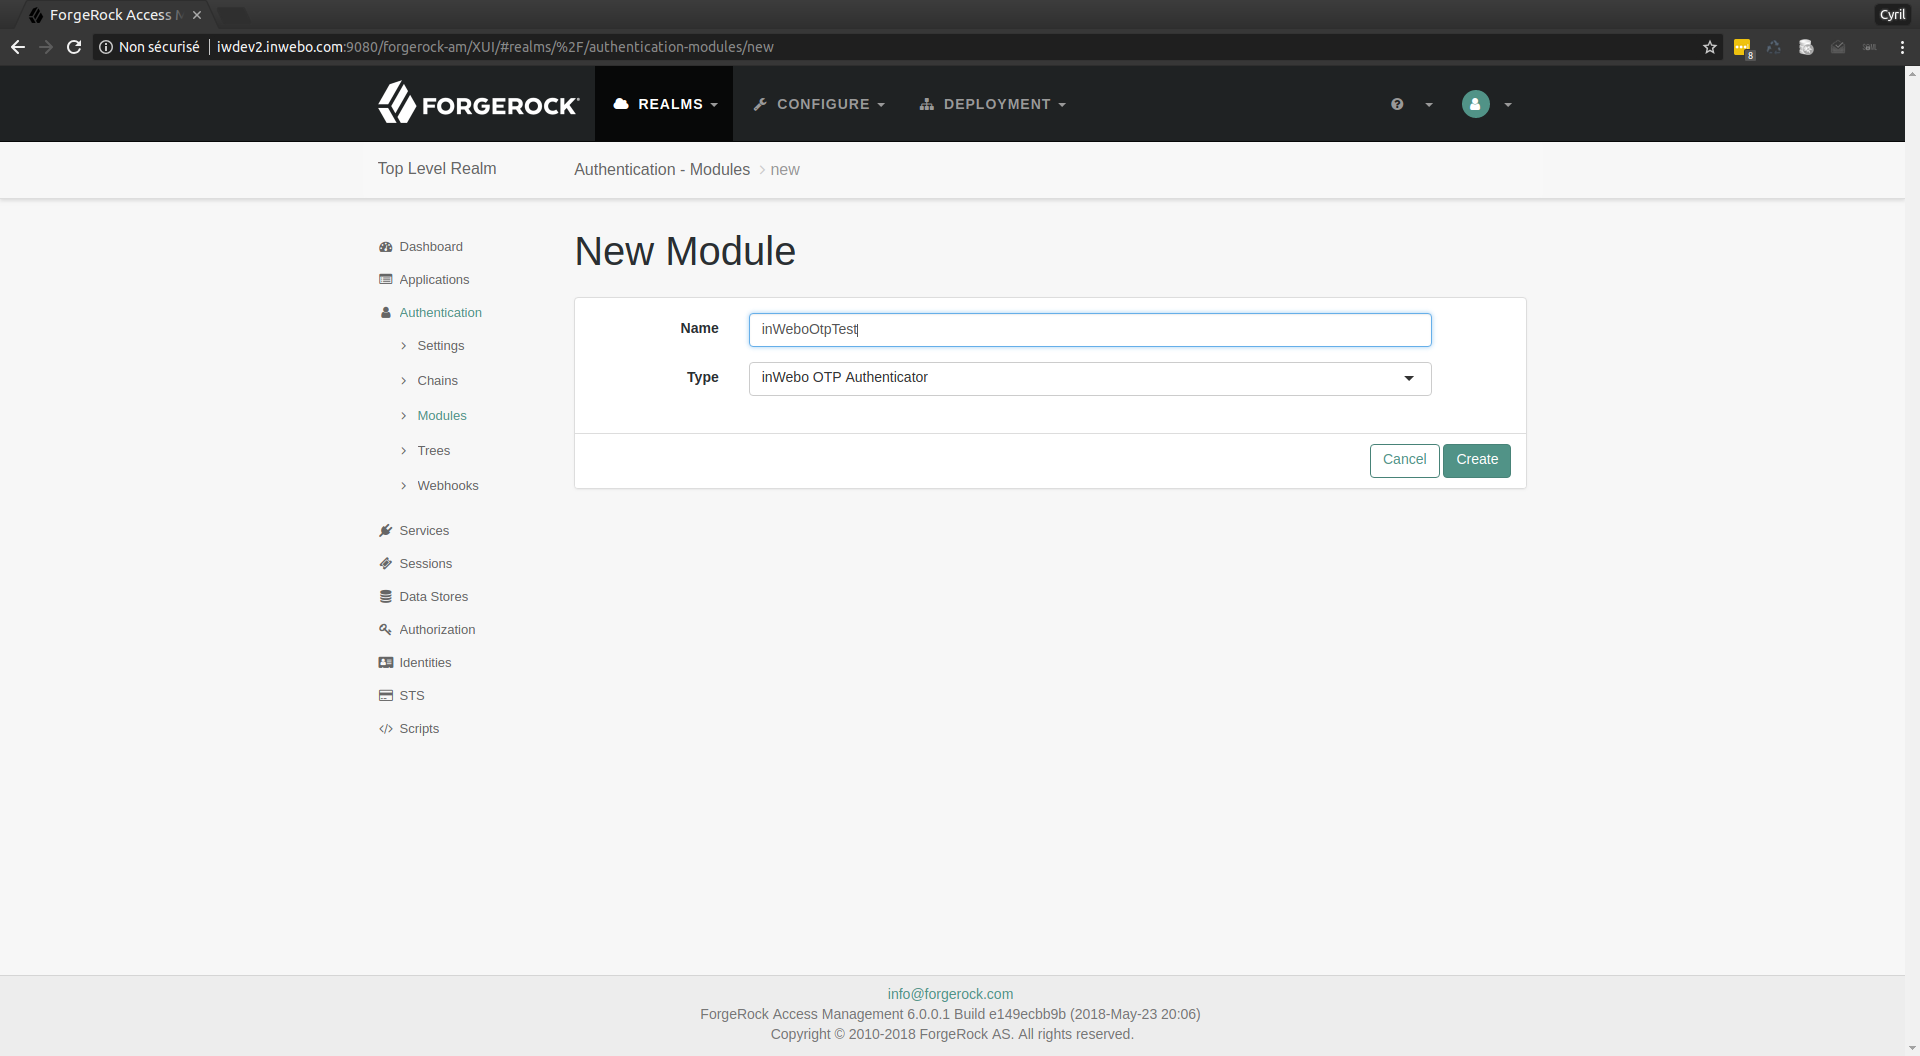 ForgeRock Access
Cyril
Non sécurisé iwdev2.inwebo.com:9080/forgerock-am/XUI/#realms/%2F/authentication-modules/new
8
FORGEROCK REALMS CONFIGURE DEPLOYMENT
Top Level Realm Authentication - Modules new
Dashboard
Applications
Authentication
Settings
Chains
Modules
Trees
Webhooks
Services
Sessions
Data Stores
Authorization
Identities
STS
Scripts
New Module
Name inWeboOtpTest
Type inWebo OTP Authenticator
Cancel Create
info@forgerock.com
ForgeRock Access Management 6.0.0.1 Build e149ecbb9b (2018-May-23 20:06)
Copyright © 2010-2018 ForgeRock AS. All rights reserved.